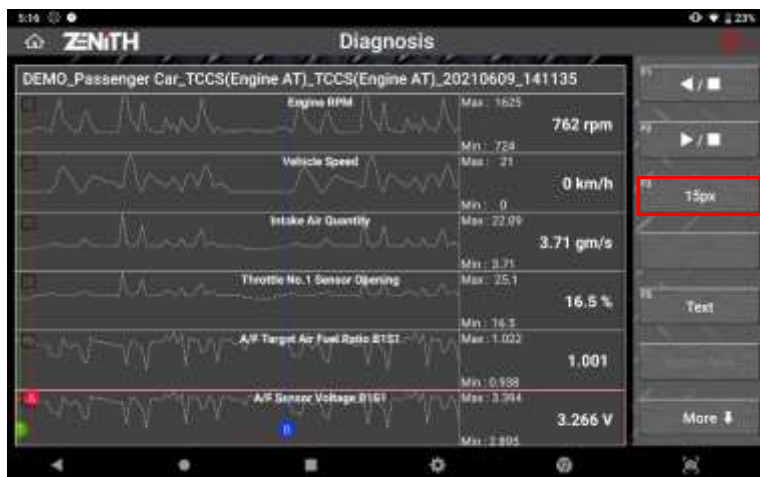 5:16
23%
ZENiTH
Diagnosis
DEMO_Passenger Car_TCCS(Engine AT)_TCCS(Engine AT)_20210609_141135
Engine RPM
Max : 1625
762 rpm
Min : 724
Vehicle Speed
Max : 21
0 km/h
Min : 0
Intake Air Quantity
Max : 22.09
3.71 gm/s
Min : 3.71
Throttle No.1 Sensor Opening
Max : 25.1
16.5 %
Min : 16.5
A/F Target Air Fuel Ratio B1S1
Max : 1.022
1.001
Min : 0.938
A/F Sensor Voltage B1S1
Max : 3.394
3.266 V
Min : 2.895
F3
15px
F5
Text
More